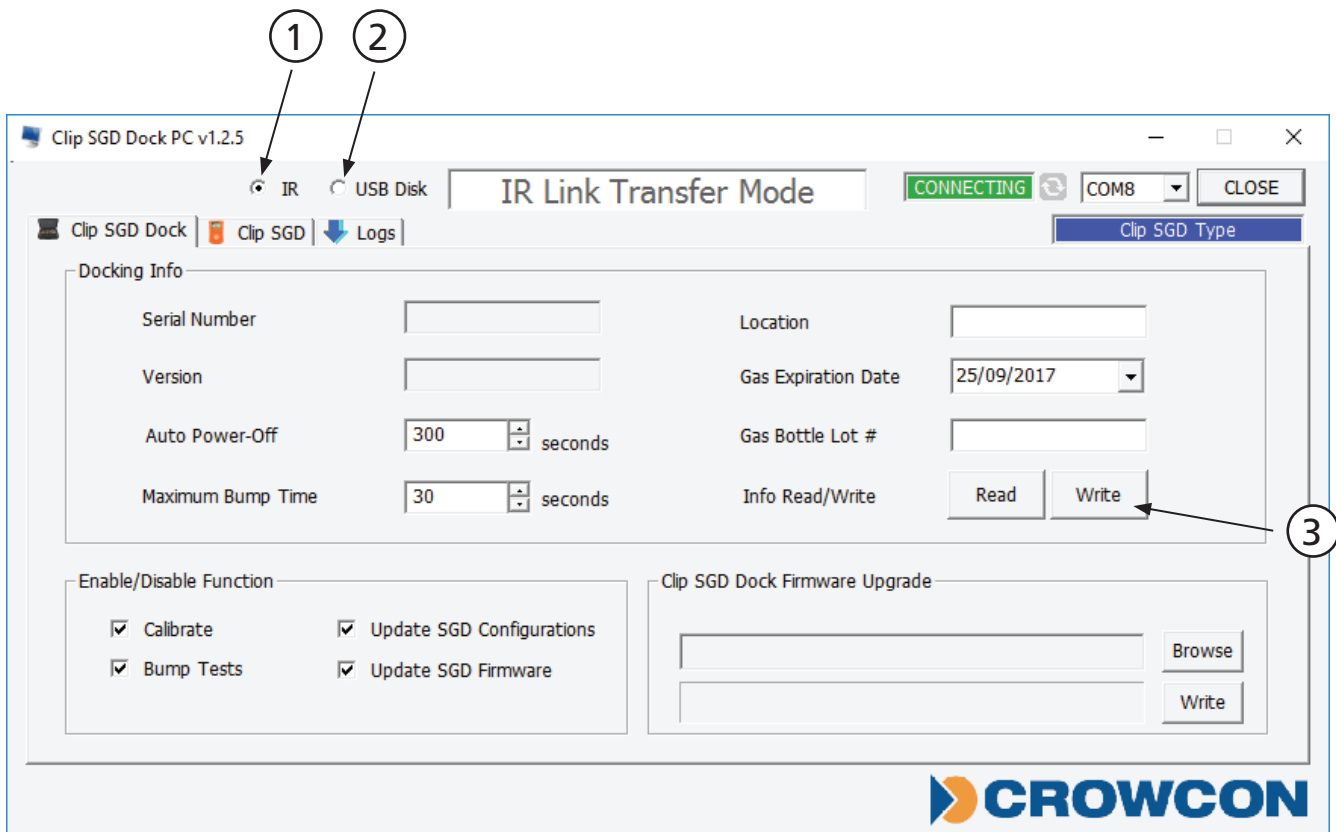 1 2
Clip SGD Dock PC v1.2.5
IR USB Disk IR Link Transfer Mode CONNECTING COM8 CLOSE
Clip SGD Dock Clip SGD Logs Clip SGD Type
Docking Info
Serial Number Location
Version Gas Expiration Date 25/09/2017
Auto Power-Off 300 seconds Gas Bottle Lot #
Maximum Bump Time 30 seconds Info Read/Write Read Write
3
Enable/Disable Function Clip SGD Dock Firmware Upgrade
Calibrate Update SGD Configurations
Browse
Bump Tests Update SGD Firmware
Write
CROWCON